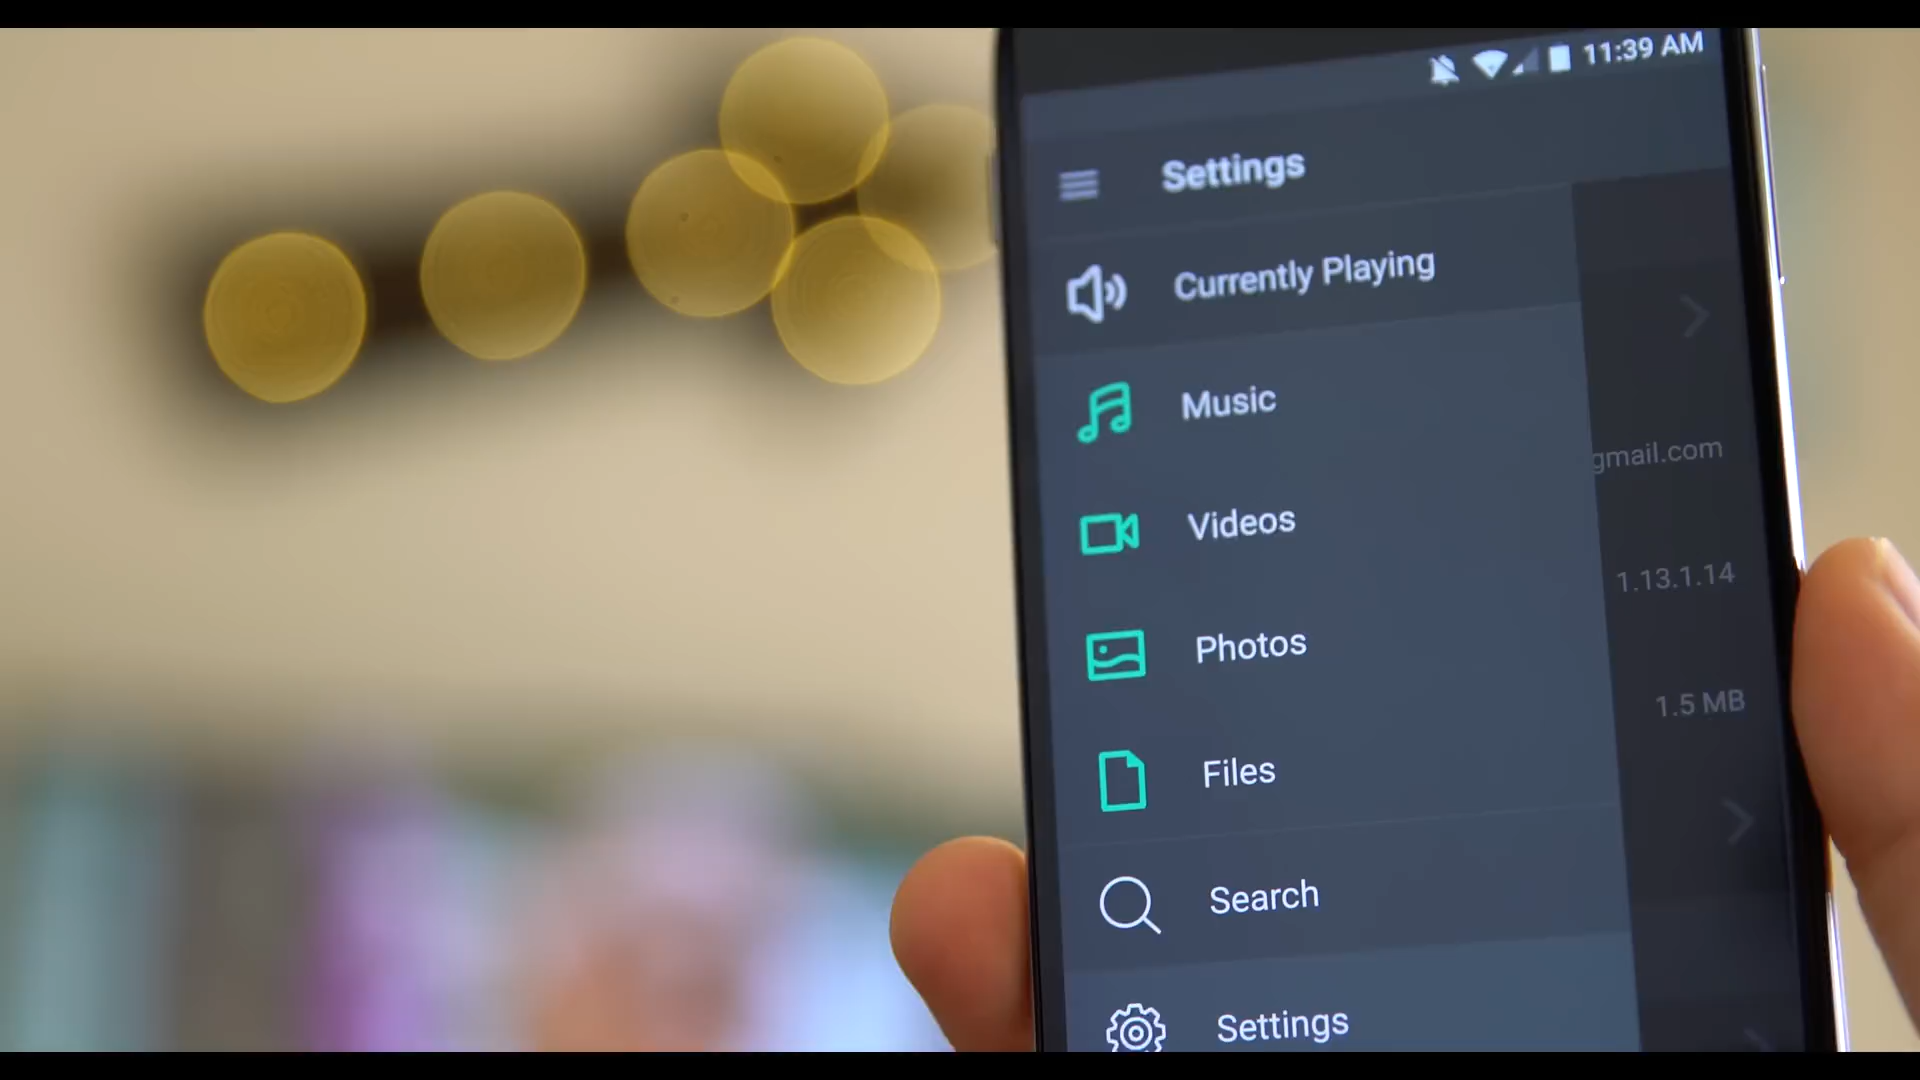 11:39 AM
Settings
Currently Playing
Music
gmail.com
Videos
1.13.1.14
Photos
1.5 MB
Files
Search
Settings